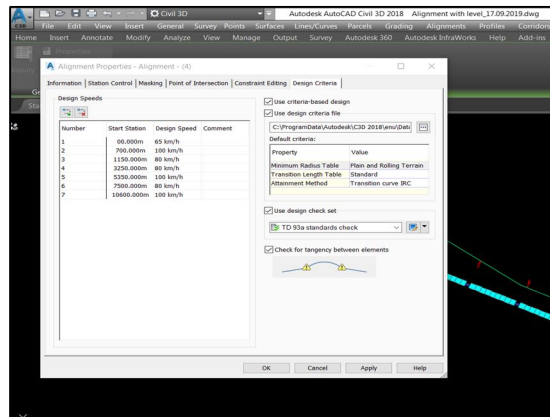 Civil 3D
Autodesk AutoCAD Civil 3D 2018 Alignment with level_17.09.2019.dwg
File Edit View Insert General Survey Points Surfaces Lines/Curves Parcels Grading Alignments Profiles Corridors
Home Insert Annotate Modify Analyze View Manage Output Survey Autodesk 360 Autodesk InfraWorks Help Add-ins
Properties
Alignment Properties - Alignment - (4)
Information Station Control Masking Point of Intersection Constraint Editing Design Criteria
Design Speeds
Number Start Station Design Speed Comment
1 00.000m 65 km/h
2 700.000m 100 km/h
3 1150.000m 80 km/h
4 3250.000m 80 km/h
5 5350.000m 100 km/h
6 7500.000m 80 km/h
7 10600.000m 100 km/h
Use criteria-based design
Use design criteria file
C:\ProgramData\Autodesk\C3D 2018\enu\Data
Default criteria:
Property Value
Minimum Radius Table Plain and Rolling Terrain
Transition Length Table Standard
Attainment Method Transition curve IRC
Use design check set
TD 93a standards check
Check for tangency between elements
OK Cancel Apply Help